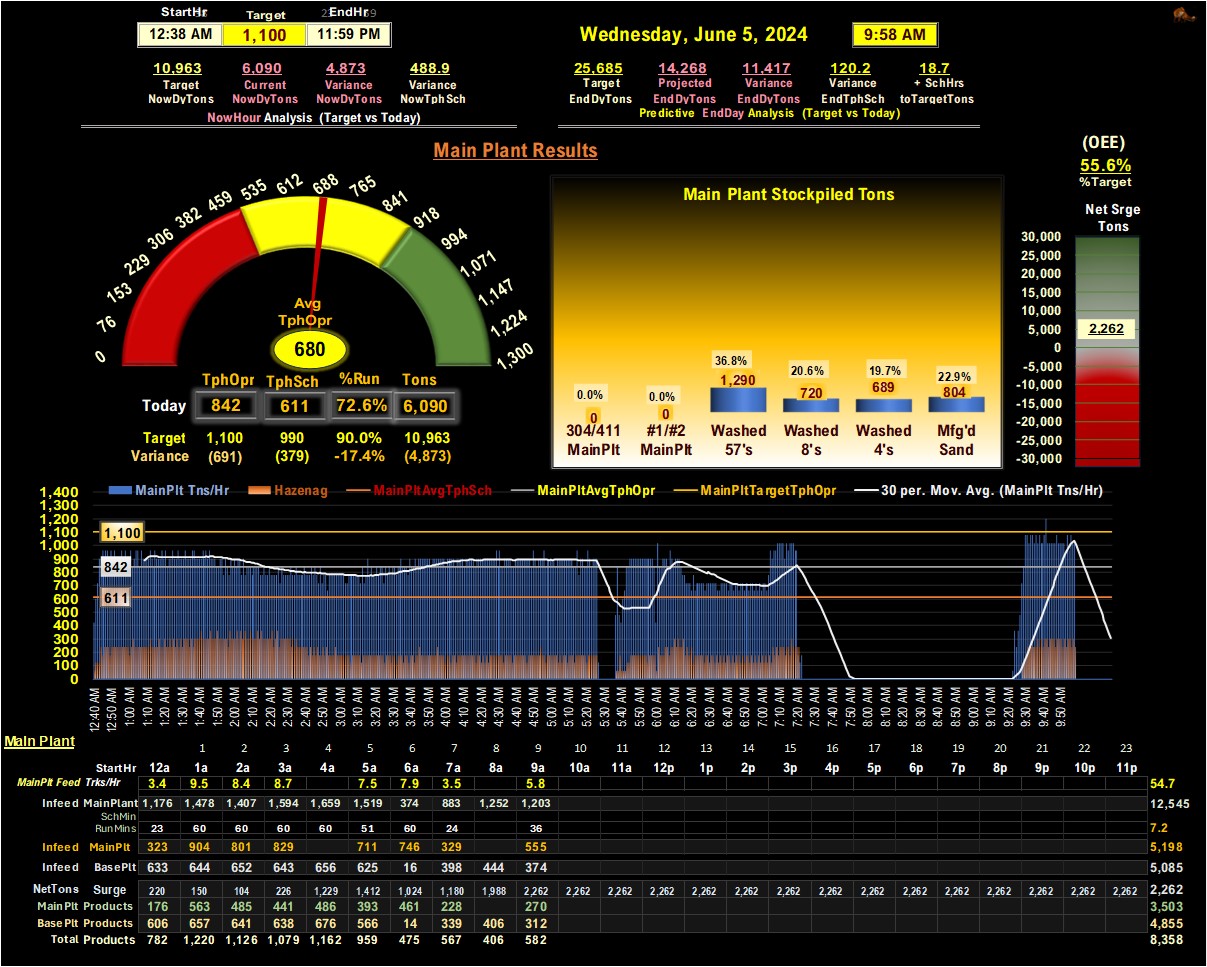 StartHr Target EndHr
12:38 AM 1,100 11:59 PM
Wednesday, June 5, 2024 9:58 AM
10,963 6,090 4,873 488.9
Target Current Variance Variance
NowDyTons NowDyTons NowDyTons NowTphSch
NowHour Analysis (Target vs Today)
25,685 14,268 11,417 120.2 18.7
Target Projected Variance Variance + SchHrs
EndDyTons EndDyTons EndDyTons EndTphSch toTargetTons
Predictive EndDay Analysis (Target vs Today)
Main Plant Results
(OEE)
55.6%
%Target
Net Srge
Tons
30,000
25,000
20,000
15,000
10,000
5,000
0
-5,000
-10,000
-15,000
-20,000
-25,000
-30,000
2,262
0 76 153 229 306 382 459 535 612 688 765 841 918 994 1,071 1,147 1,224 1,300
Avg
TphOpr
680
TphOpr TphSch %Run Tons
Today 842 611 72.6% 6,090
Target 1,100 990 90.0% 10,963
Variance (691) (379) -17.4% (4,873)
Main Plant Stockpiled Tons
0.0% 0.0% 36.8% 20.6% 19.7% 22.9%
0 0 1,290 720 689 804
304/411 #1/#2 Washed Washed Washed Mfg'd
MainPlt MainPlt 57's 8's 4's Sand
MainPlt Tns/Hr Hazenag MainPltAvgTphSch MainPltAvgTphOpr MainPltTargetTphOpr 30 per. Mov. Avg. (MainPlt Tns/Hr)
1,400
1,300
1,200
1,100
1,000
900
800
700
600
500
400
300
200
100
0
1,100
842
611
12:40 AM 12:50 AM 1:00 AM 1:10 AM 1:20 AM 1:30 AM 1:40 AM 1:50 AM 2:00 AM 2:10 AM 2:20 AM 2:30 AM 2:40 AM 2:50 AM 3:00 AM 3:10 AM 3:20 AM 3:30 AM 3:40 AM 3:50 AM 4:00 AM 4:10 AM 4:20 AM 4:30 AM 4:40 AM 4:50 AM 5:00 AM 5:10 AM 5:20 AM 5:30 AM 5:40 AM 5:50 AM 6:00 AM 6:10 AM 6:20 AM 6:30 AM 6:40 AM 6:50 AM 7:00 AM 7:10 AM 7:20 AM 7:30 AM 7:40 AM 7:50 AM 8:00 AM 8:10 AM 8:20 AM 8:30 AM 8:40 AM 8:50 AM 9:00 AM 9:10 AM 9:20 AM 9:30 AM 9:40 AM 9:50 AM
Main Plant
1 2 3 4 5 6 7 8 9 10 11 12 13 14 15 16 17 18 19 20 21 22 23
StartHr 12a 1a 2a 3a 4a 5a 6a 7a 8a 9a 10a 11a 12p 1p 2p 3p 4p 5p 6p 7p 8p 9p 10p 11p
MainPlt Feed Trks/Hr 3.4 9.5 8.4 8.7 7.5 7.9 3.5 5.8 54.7
Infeed MainPlant 1,176 1,478 1,407 1,594 1,659 1,519 374 883 1,252 1,203 12,545
SchMin
RunMins 23 60 60 60 60 51 60 24 36 7.2
Infeed MainPlt 323 904 801 829 711 746 329 555 5,198
Infeed BasePlt 633 644 652 643 656 625 16 398 444 374 5,085
NetTons Surge 220 150 104 226 1,229 1,412 1,024 1,180 1,988 2,262 2,262 2,262 2,262 2,262 2,262 2,262 2,262 2,262 2,262 2,262 2,262 2,262 2,262 2,262 2,262
MainPlt Products 176 563 485 441 486 393 461 228 270 3,503
BasePlt Products 606 657 641 638 676 566 14 339 406 312 4,855
Total Products 782 1,220 1,126 1,079 1,162 959 475 567 406 582 8,358